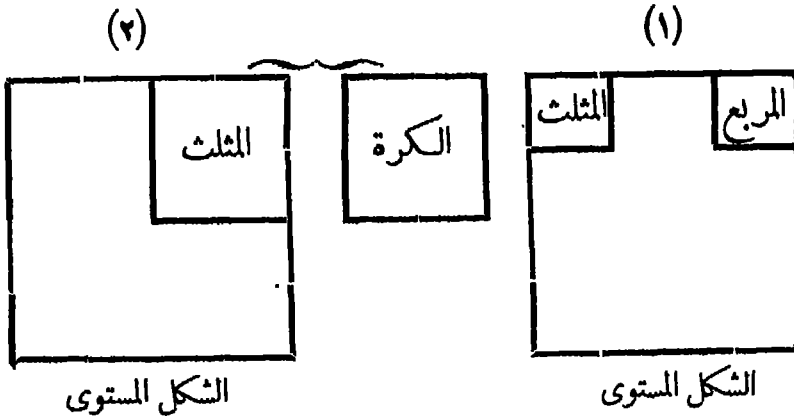 (١) (٢)
المربع المثلث الكرة المثلث
الشكل المستوى الشكل المستوى